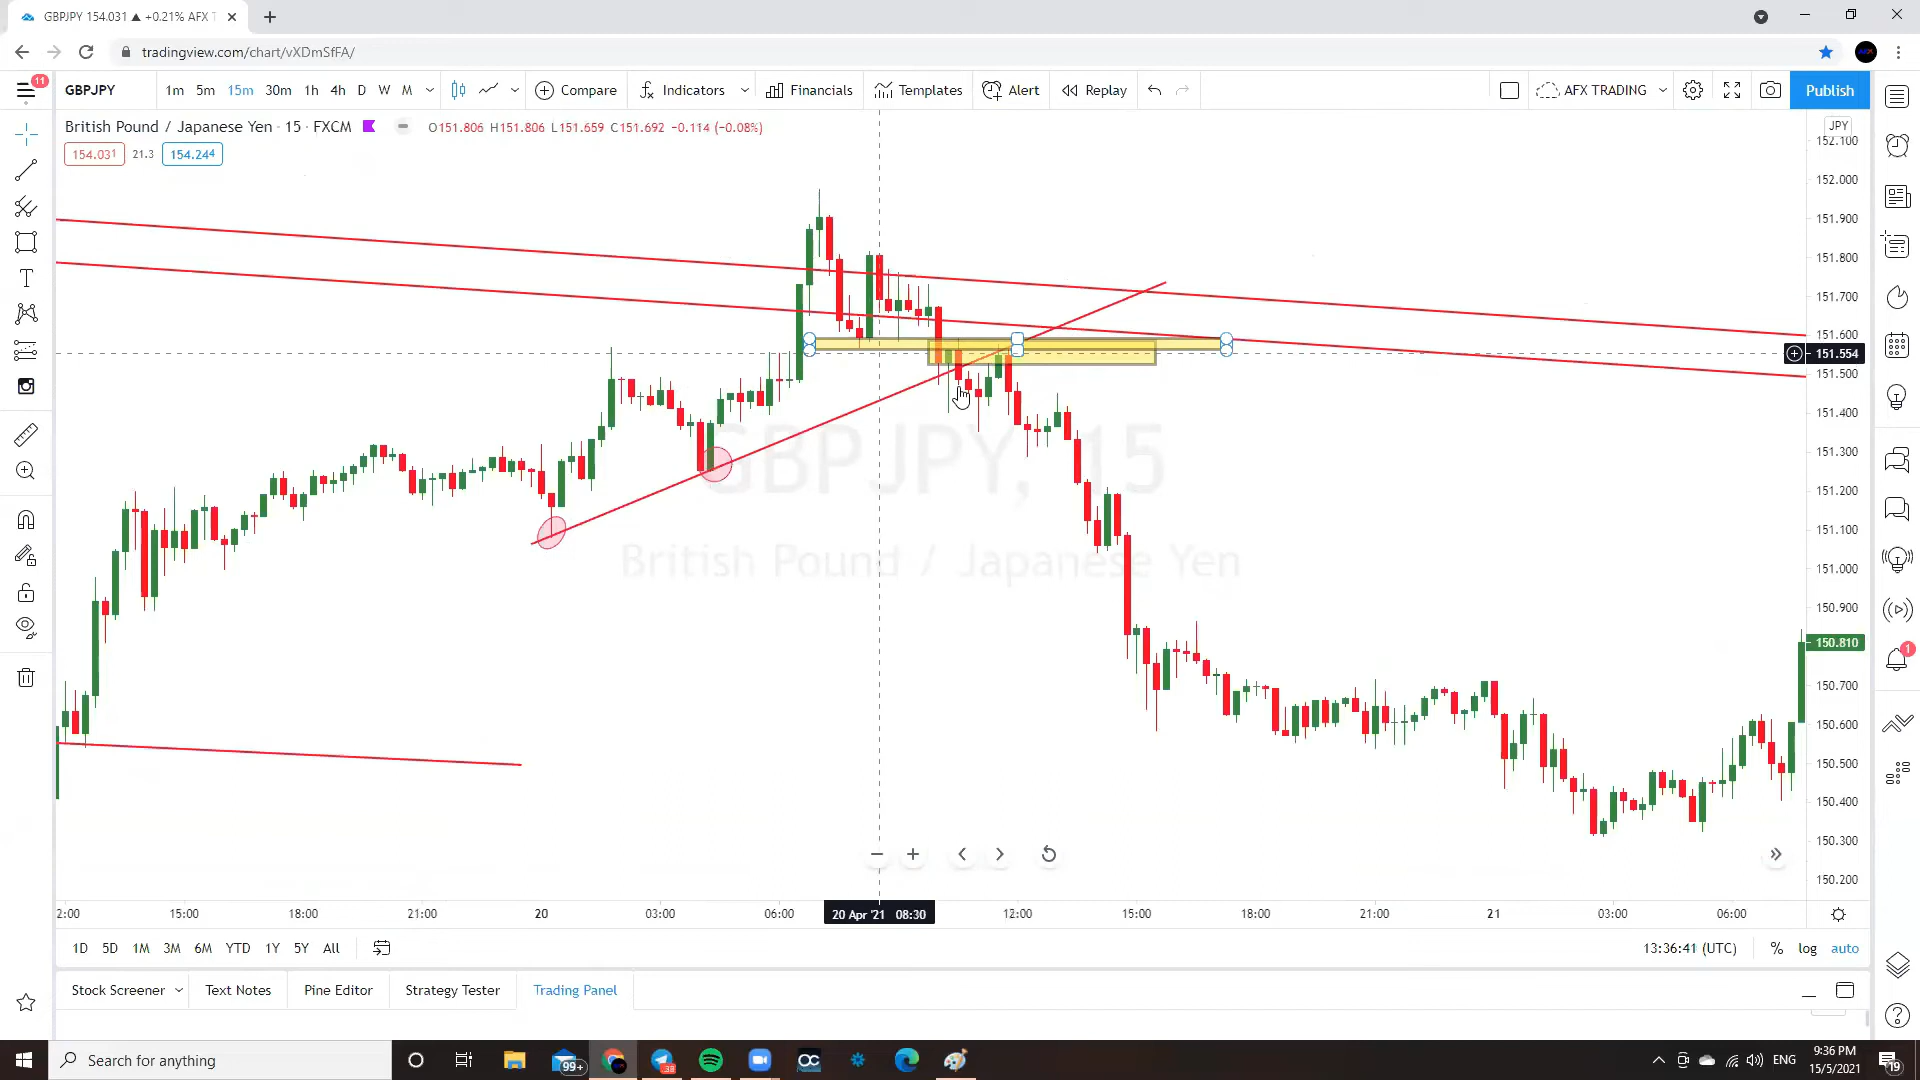 GBPJPY 154.031 ▲ +0.21% AFX T
tradingview.com/chart/vXDmSfFA/
11
GBPJPY 1m 5m 15m 30m 1h 4h D W M Compare Indicators Financials Templates Alert Replay AFX TRADING Publish
British Pound / Japanese Yen · 15 · FXCM O151.806 H151.806 L151.659 C151.692 −0.114 (−0.08%)
154.031 21.3 154.244
JPY
152.100
152.000
151.900
151.800
151.700
151.600
151.554
151.500
151.400
151.300
151.200
151.100
151.000
150.900
150.810
150.700
150.600
150.500
150.400
150.300
150.200
GBPJPY, 15
British Pound / Japanese Yen
1
2:00 15:00 18:00 21:00 20 03:00 06:00 20 Apr '21 08:30 12:00 15:00 18:00 21:00 21 03:00 06:00
1D 5D 1M 3M 6M YTD 1Y 5Y All 13:36:41 (UTC) % log auto
Stock Screener Text Notes Pine Editor Strategy Tester Trading Panel
Search for anything
99+
38
OC
ENG
9:36 PM
15/5/2021
19